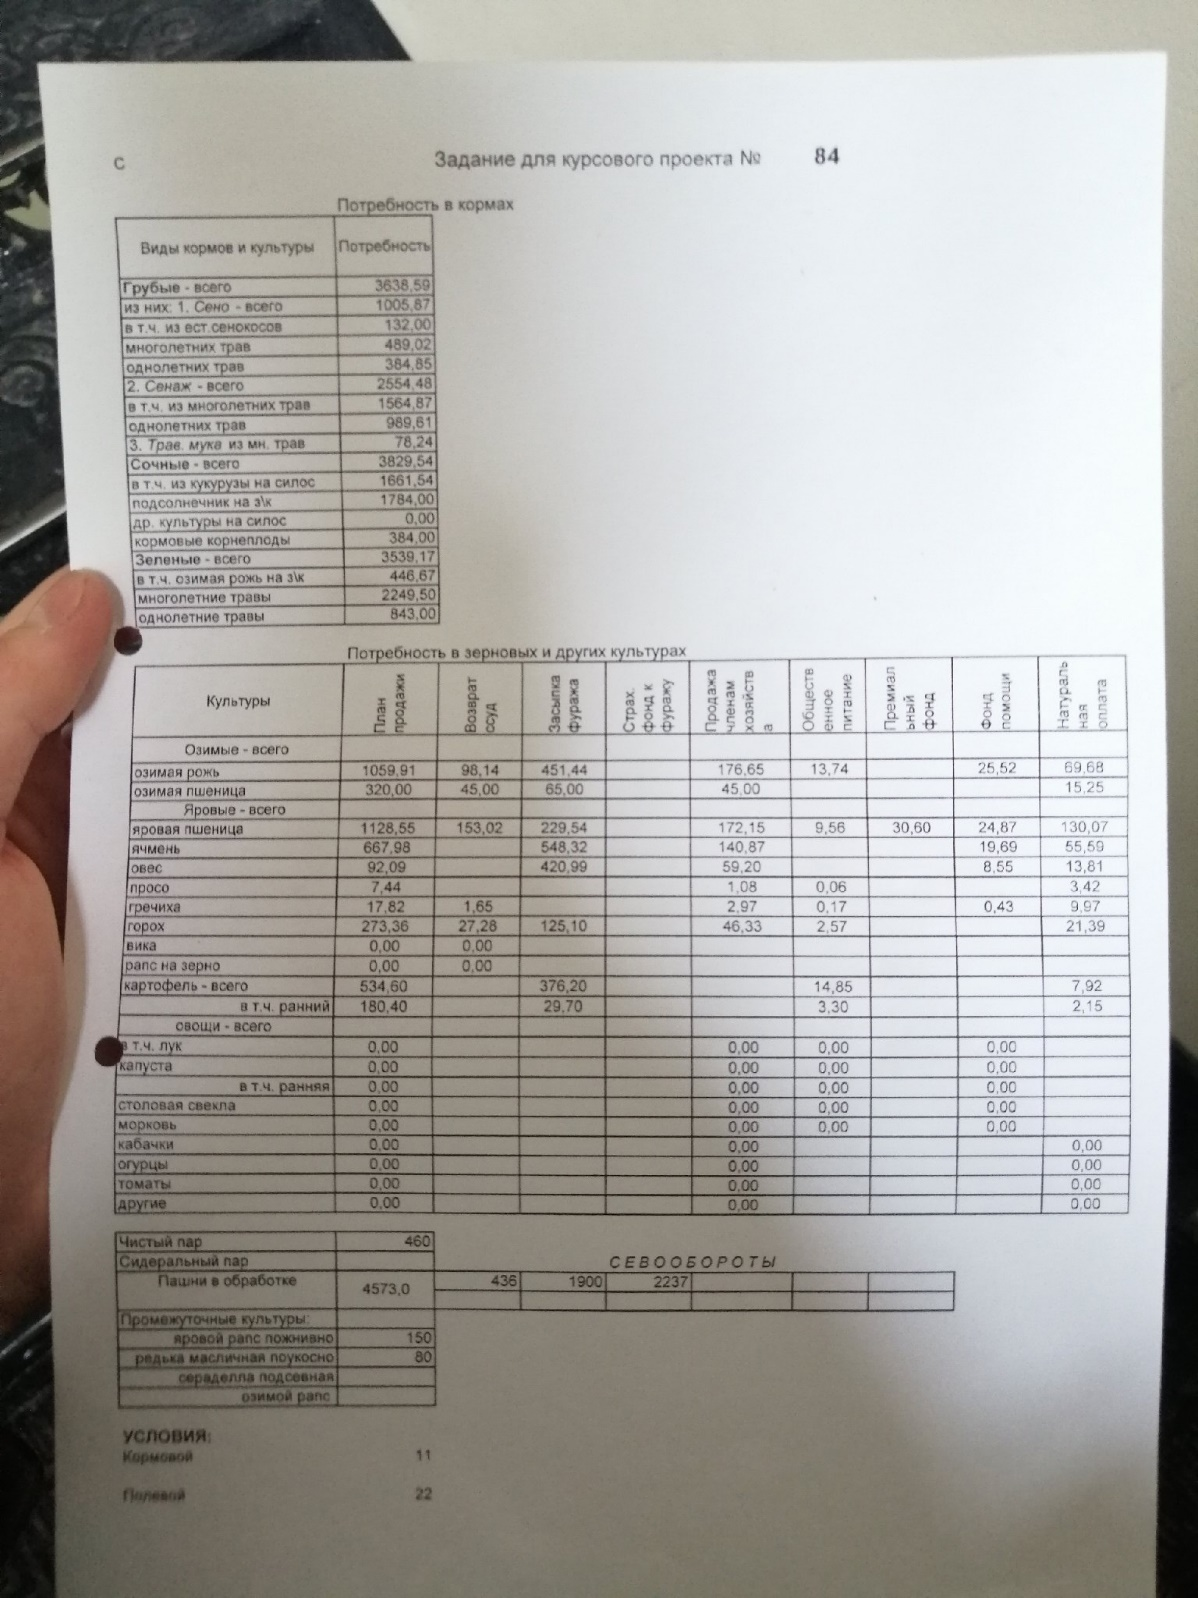 С Задание для курсового проекта № 84
Потребность в кормах
Виды кормов и культуры Потребность
Грубые - всего 3638,59
из них: 1. Сено - всего 1005,87
в т.ч. из ест.сенокосов 132,00
многолетних трав 489,02
однолетних трав 384,85
2. Сенаж - всего 2554,48
в т.ч. из многолетних трав 1564,87
однолетних трав 989,61
3. Трав. мука из мн. трав 78,24
Сочные - всего 3829,54
в т.ч. из кукурузы на силос 1661,54
подсолнечник на з\к 1784,00
др. культуры на силос 0,00
кормовые корнеплоды 384,00
Зеленые - всего 3539,17
в т.ч. озимая рожь на з\к 446,67
многолетние травы 2249,50
однолетние травы 843,00
Потребность в зерновых и других культурах
Культуры План продажи Возврат ссуд Засыпка фуража Страх. фонд к фуражу Продажа членам хозяйств а Обществ енное питание Премиал ьный фонд Фонд помощи Натураль ная оплата
Озимые - всего
озимая рожь 1059,91 98,14 451,44 176,65 13,74 25,52 69,68
озимая пшеница 320,00 45,00 65,00 45,00 15,25
Яровые - всего
яровая пшеница 1128,55 153,02 229,54 172,15 9,56 30,60 24,87 130,07
ячмень 667,98 548,32 140,87 19,69 55,59
овес 92,09 420,99 59,20 8,55 13,81
просо 7,44 1,08 0,06 3,42
гречиха 17,82 1,65 2,97 0,17 0,43 9,97
горох 273,36 27,28 125,10 46,33 2,57 21,39
вика 0,00 0,00
рапс на зерно 0,00 0,00
картофель - всего 534,60 376,20 14,85 7,92
в т.ч. ранний 180,40 29,70 3,30 2,15
овощи - всего
в т.ч. лук 0,00 0,00 0,00 0,00
капуста 0,00 0,00 0,00 0,00
в т.ч. ранняя 0,00 0,00 0,00 0,00
столовая свекла 0,00 0,00 0,00 0,00
морковь 0,00 0,00 0,00 0,00
кабачки 0,00 0,00 0,00
огурцы 0,00 0,00 0,00
томаты 0,00 0,00 0,00
другие 0,00 0,00 0,00
Чистый пар 460
Сидеральный пар СЕВООБОРОТЫ
Пашни в обработке 4573,0 436 1900 2237
Промежуточные культуры:
яровой рапс пожнивно 150
редька масличная поукосно 80
сераделла подсевная
озимой рапс
УСЛОВИЯ:
Кормовой 11
Полевой 22